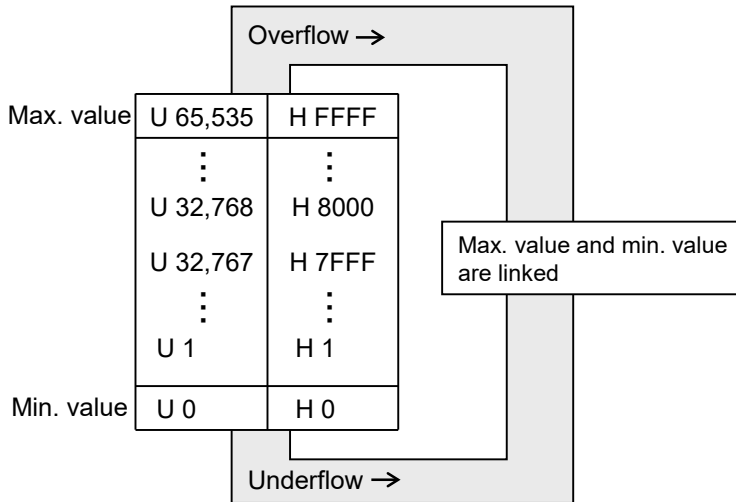 Overflow →
Max. value U 65,535 H FFFF
⋮ ⋮
U 32,768 H 8000
U 32,767 H 7FFF
⋮ ⋮
U 1 H 1
Min. value U 0 H 0
Underflow →
Max. value and min. value
are linked